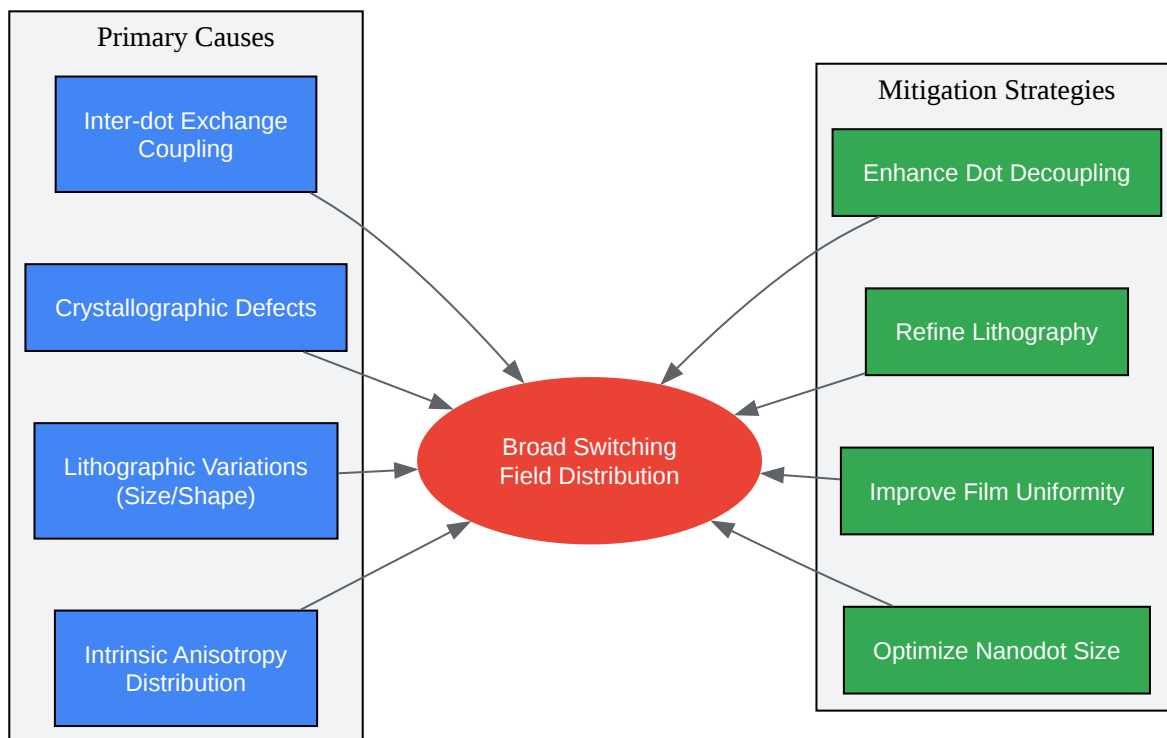 Primary Causes
Inter-dot Exchange
Coupling
Crystallographic Defects
Lithographic Variations
(Size/Shape)
Intrinsic Anisotropy
Distribution
Broad Switching
Field Distribution
Mitigation Strategies
Enhance Dot Decoupling
Refine Lithography
Improve Film Uniformity
Optimize Nanodot Size